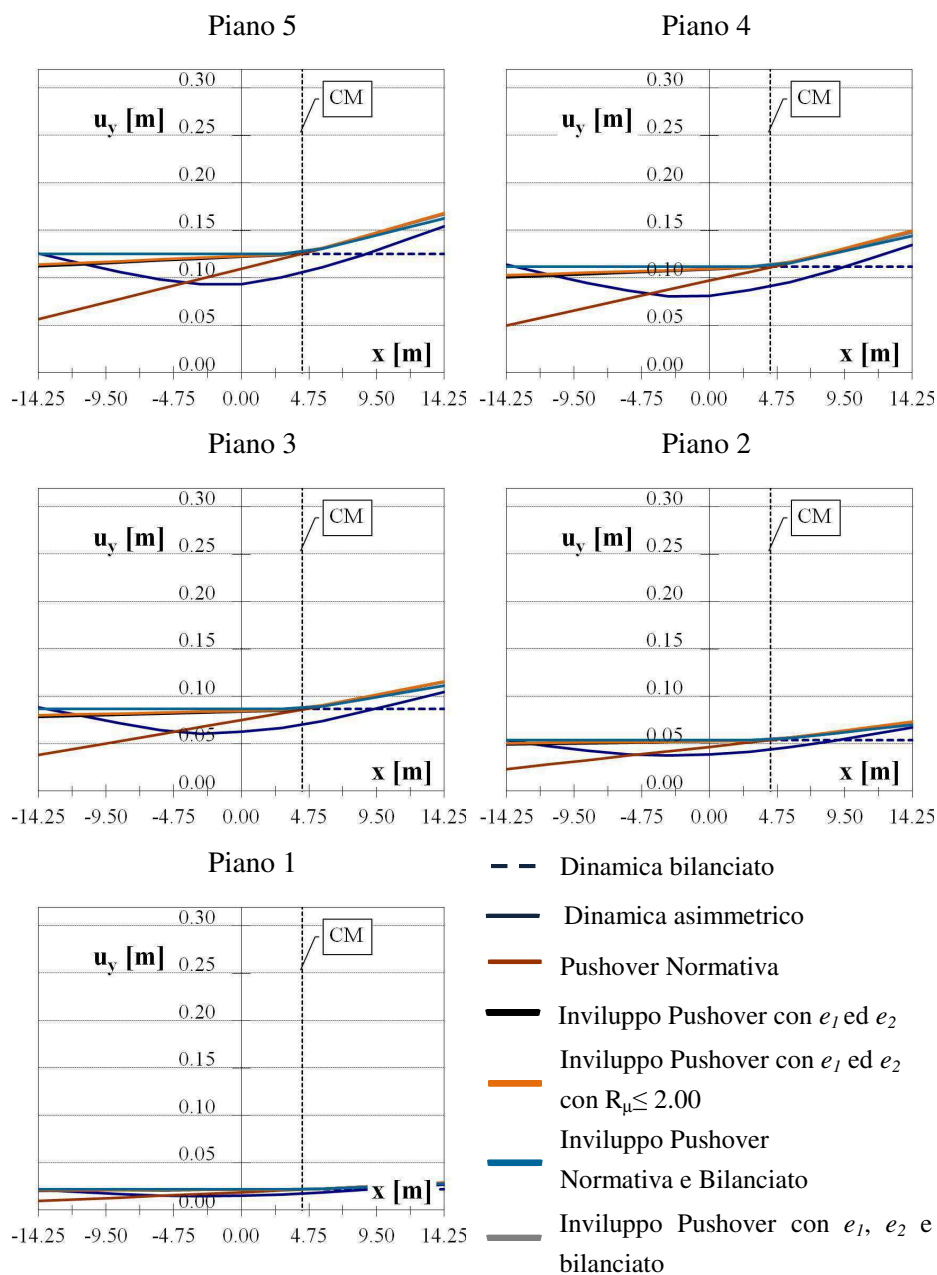 Piano 5
Piano 4
0.30
CM
u_y [m]
0.25
0.20
0.15
0.10
0.05
0.00
x [m]
-14.25 -9.50 -4.75 0.00 4.75 9.50 14.25
0.30
CM
u_y [m]
0.25
0.20
0.15
0.10
0.05
0.00
x [m]
-14.25 -9.50 -4.75 0.00 4.75 9.50 14.25
Piano 3
Piano 2
0.30
CM
u_y [m]
0.25
0.20
0.15
0.10
0.05
0.00
x [m]
-14.25 -9.50 -4.75 0.00 4.75 9.50 14.25
0.30
CM
u_y [m]
0.25
0.20
0.15
0.10
0.05
0.00
x [m]
-14.25 -9.50 -4.75 0.00 4.75 9.50 14.25
Piano 1
0.30
CM
u_y [m]
0.25
0.20
0.15
0.10
0.05
0.00
x [m]
-14.25 -9.50 -4.75 0.00 4.75 9.50 14.25
Dinamica bilanciato
Dinamica asimmetrico
Pushover Normativa
Inviluppo Pushover con e_1 ed e_2
Inviluppo Pushover con e_1 ed e_2
con R_μ≤ 2.00
Inviluppo Pushover
Normativa e Bilanciato
Inviluppo Pushover con e_1, e_2 e
bilanciato